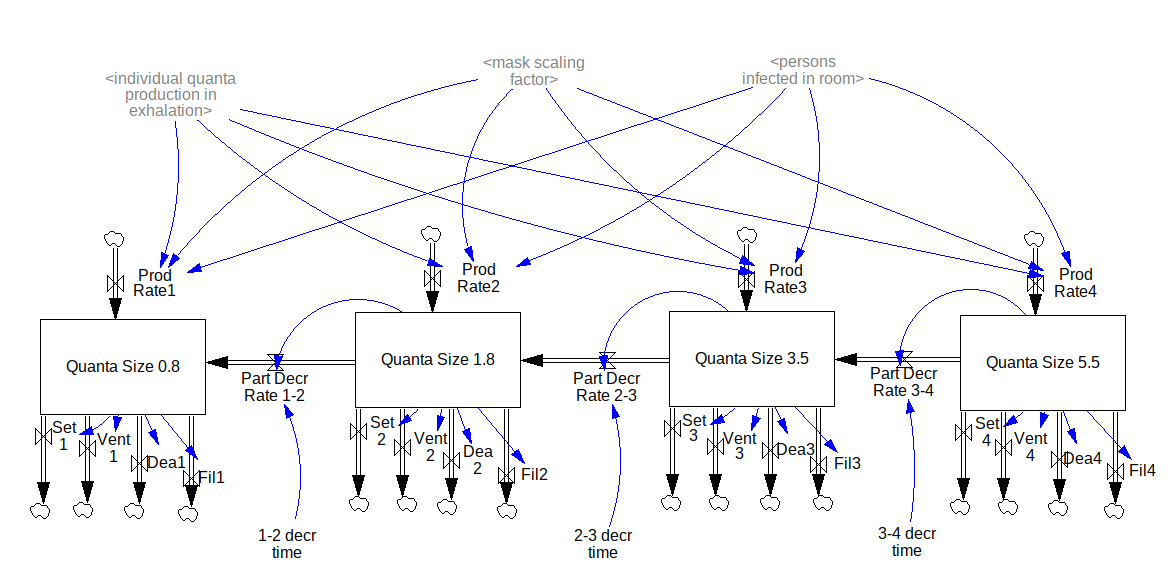 <individual quanta
production in
exhalation>
<mask scaling
factor>
<persons
infected in room>
Prod
Rate1
Prod
Rate2
Prod
Rate3
Prod
Rate4
Quanta Size 0.8
Quanta Size 1.8
Quanta Size 3.5
Quanta Size 5.5
Part Decr
Rate 1-2
Part Decr
Rate 2-3
Part Decr
Rate 3-4
Set
1
Vent
1
Dea1
Fil1
Set
2
Vent
2
Dea
2
Fil2
Set
3
Vent
3
Dea3
Fil3
Set
4
Vent
4
Dea4
Fil4
1-2 decr
time
2-3 decr
time
3-4 decr
time